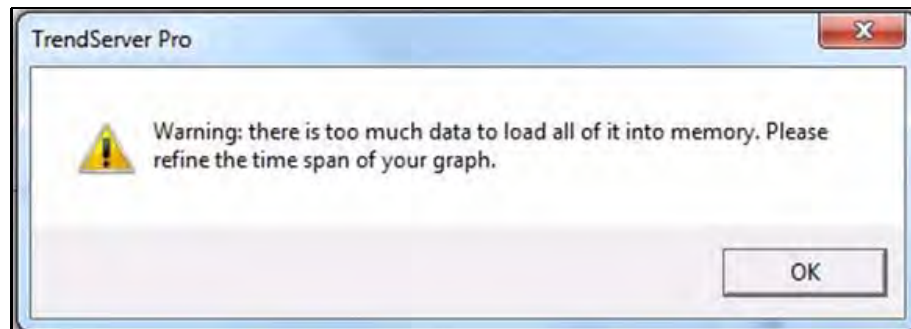 TrendServer Pro
Warning: there is too much data to load all of it into memory. Please
refine the time span of your graph.
OK